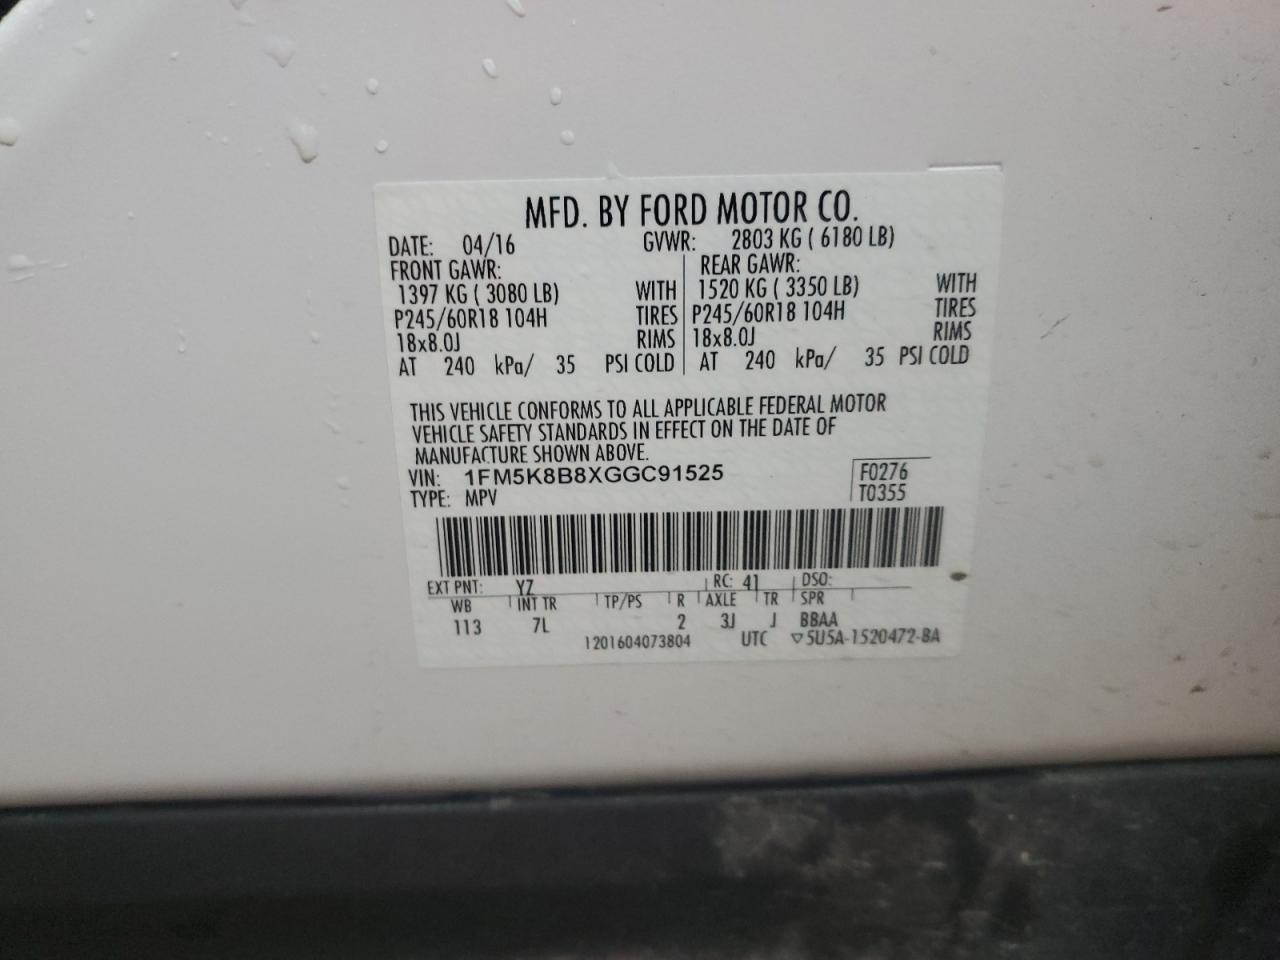 MFD. BY FORD MOTOR CO.
DATE: 04/16 GVWR: 2803 KG ( 6180 LB)
FRONT GAWR: REAR GAWR:
1397 KG ( 3080 LB) WITH 1520 KG ( 3350 LB) WITH
P245/60R18 104H TIRES P245/60R18 104H TIRES
18x8.0J RIMS 18x8.0J RIMS
AT 240 kPa/ 35 PSI COLD AT 240 kPa/ 35 PSI COLD
THIS VEHICLE CONFORMS TO ALL APPLICABLE FEDERAL MOTOR
VEHICLE SAFETY STANDARDS IN EFFECT ON THE DATE OF
MANUFACTURE SHOWN ABOVE.
VIN: 1FM5K8B8XGGC91525 F0276
TYPE: MPV T0355
EXT PNT: YZ RC: 41 DSO:
WB INT TR TP/PS R AXLE TR SPR
113 7L 2 3J J BBAA
1201604073804 UTC ▽5U5A-1520472-BA